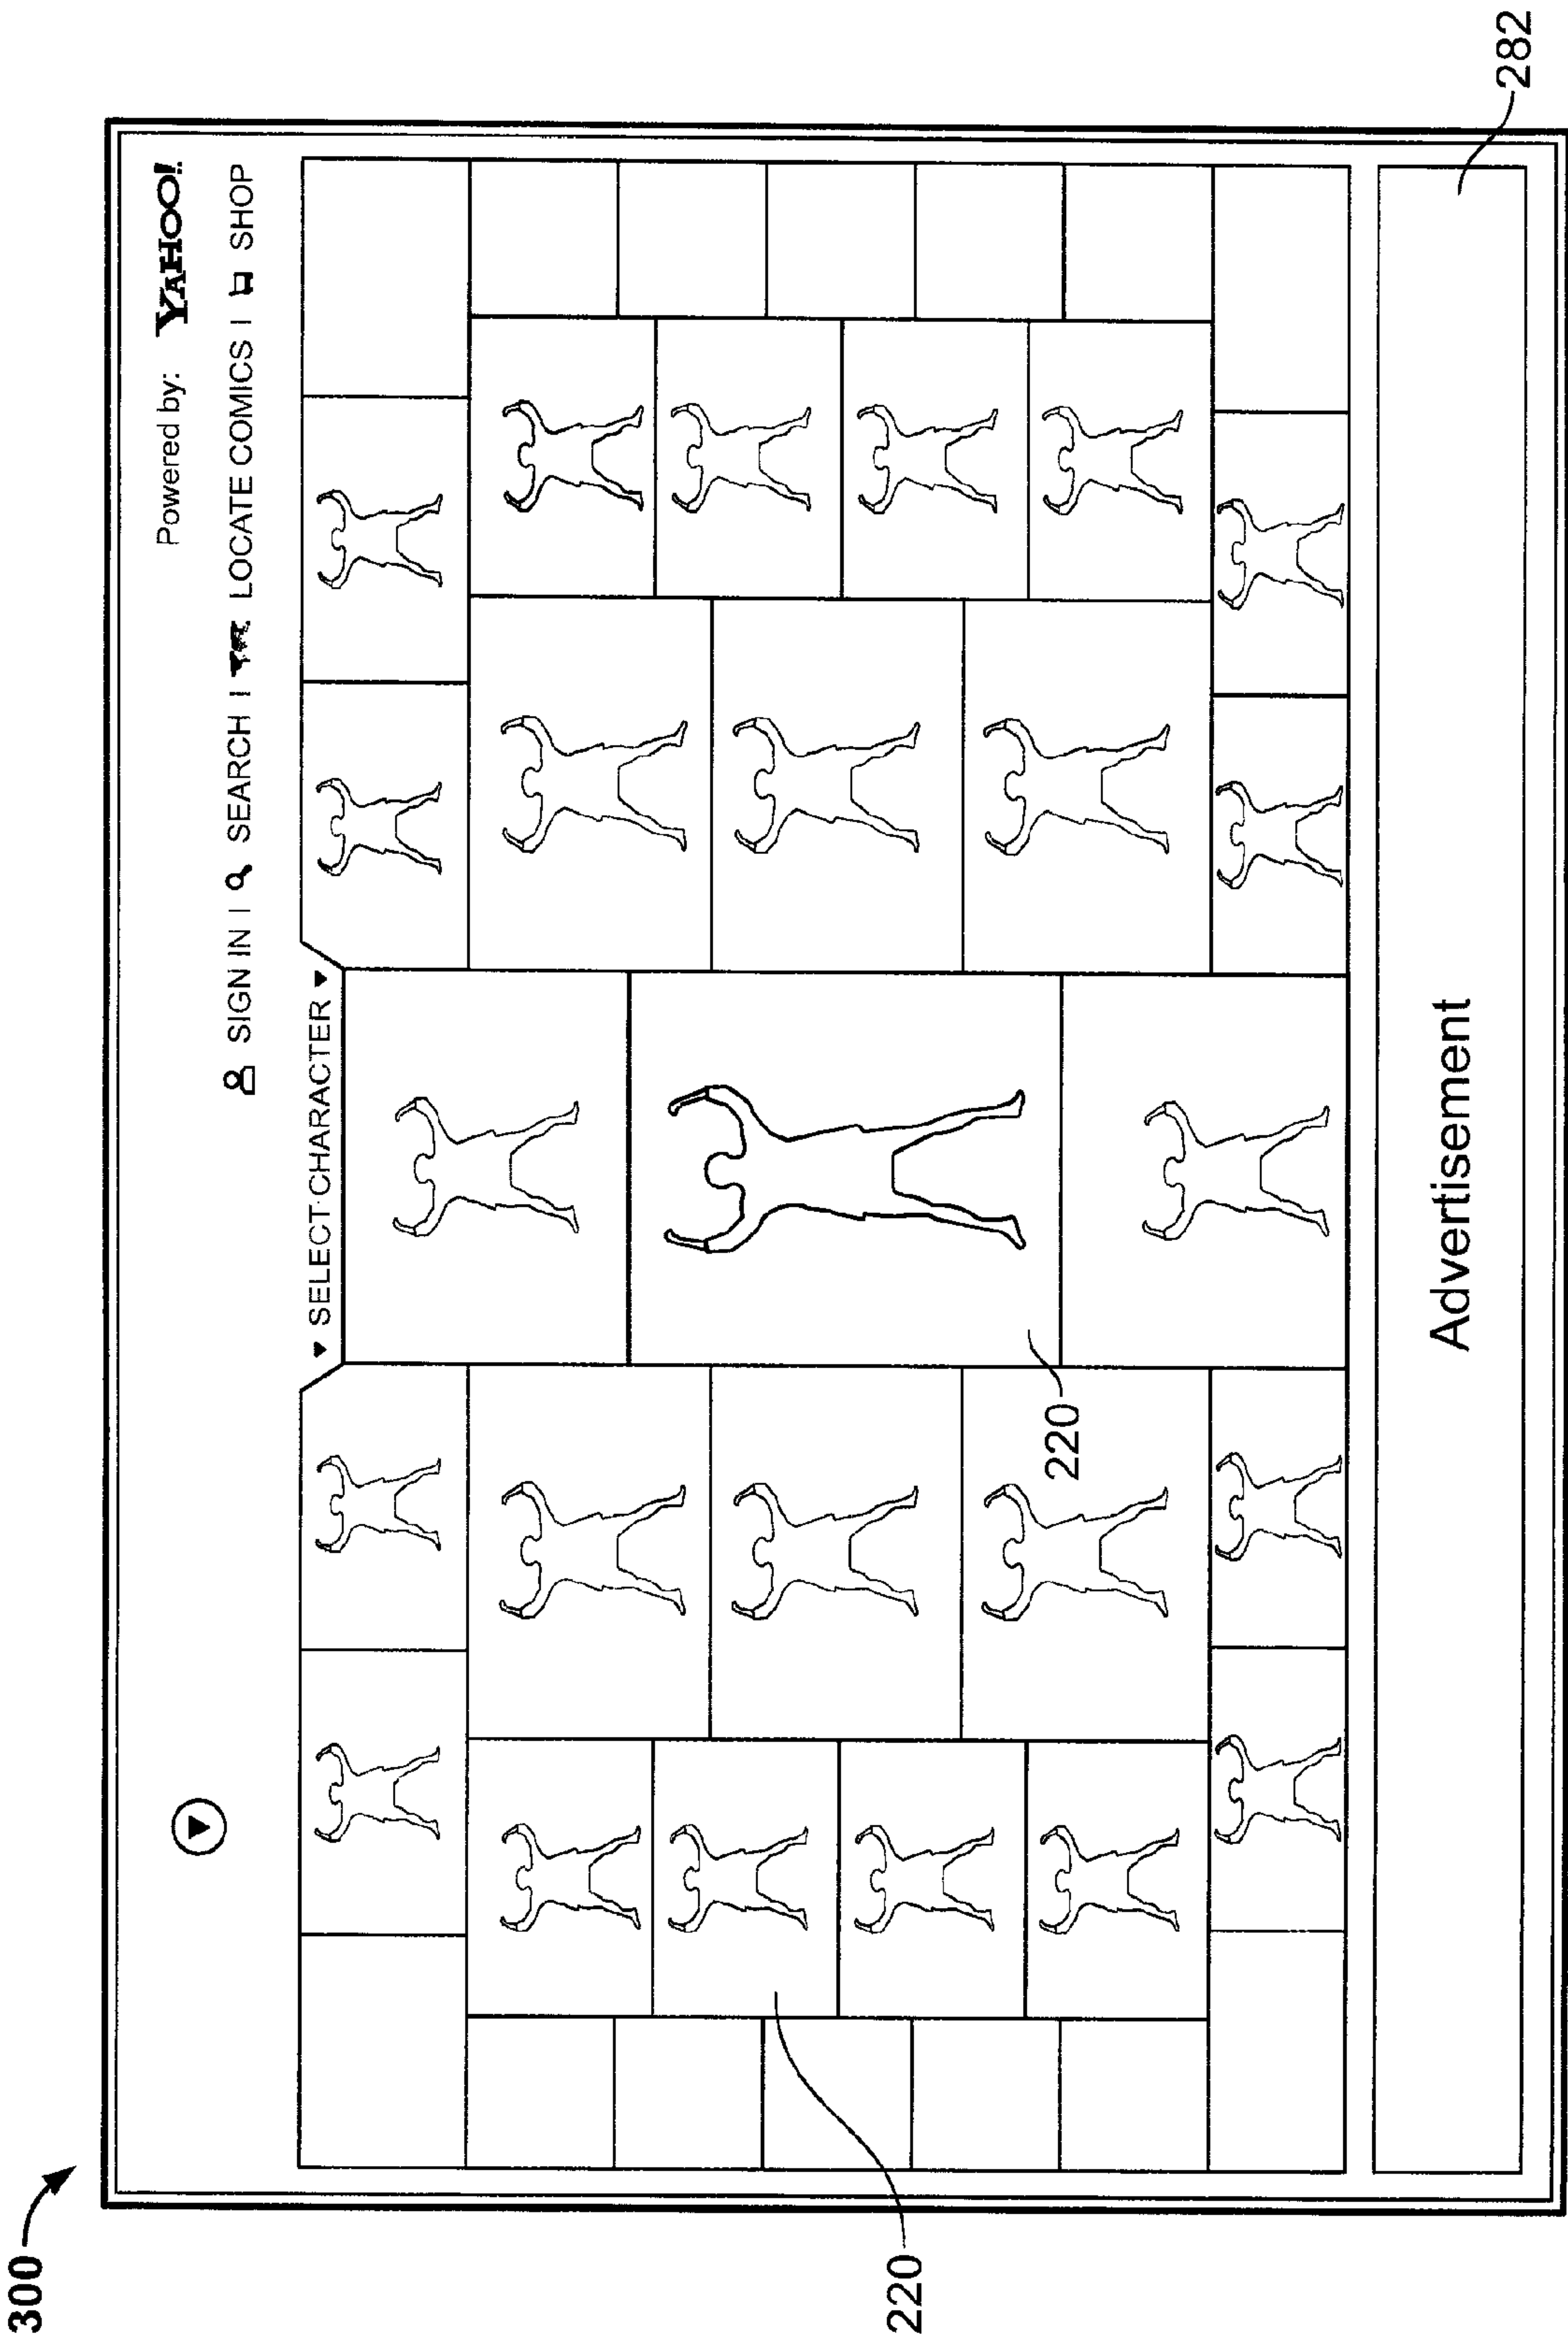 300
Powered by: YAHOO!
SIGN IN | SEARCH | LOCATE COMICS | SHOP
SELECT CHARACTER
220
220
Advertisement
282